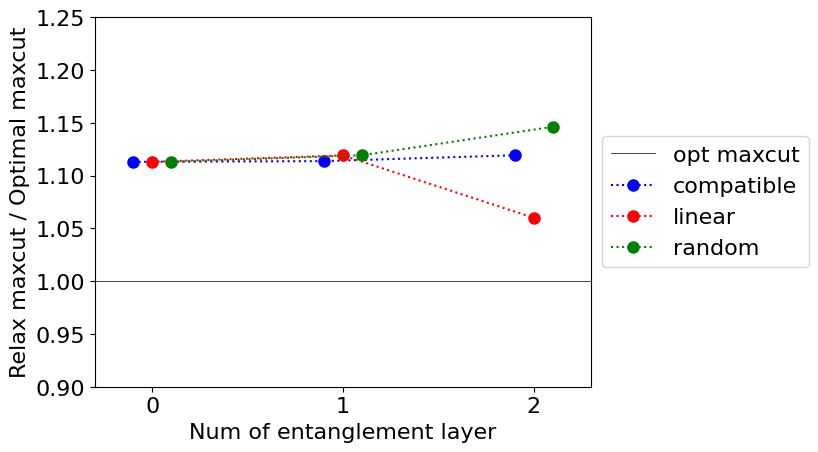 Relax maxcut / Optimal maxcut
1.25
1.20
1.15
1.10
1.05
1.00
0.95
0.90
0
1
2
Num of entanglement layer
opt maxcut
compatible
linear
random